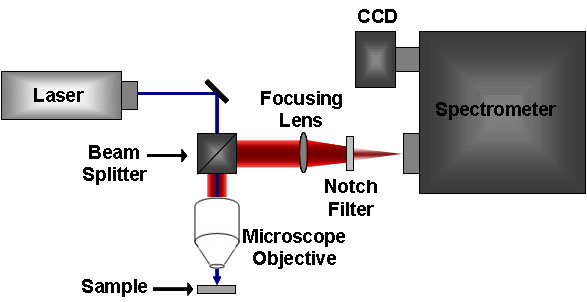 CCD
Laser
Focusing
Lens
Spectrometer
Beam
Splitter
Notch
Filter
Microscope
Objective
Sample